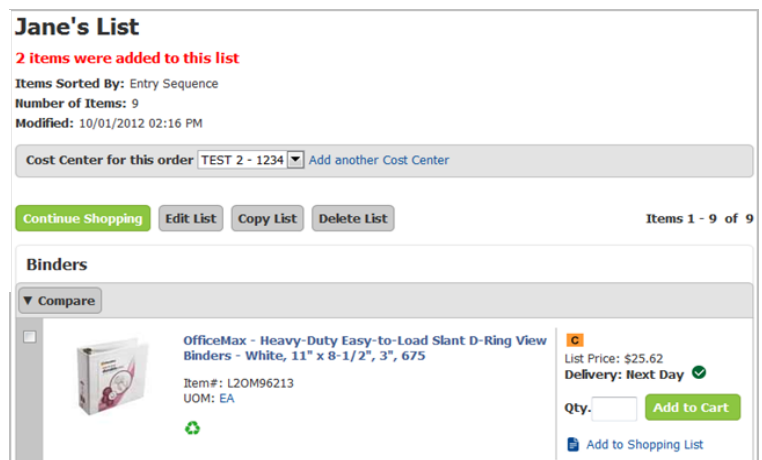 Jane's List
2 items were added to this list
Items Sorted By: Entry Sequence
Number of Items: 9
Modified: 10/01/2012 02:16 PM
Cost Center for this order TEST 2 - 1234 Add another Cost Center
Continue Shopping Edit List Copy List Delete List Items 1 - 9 of 9
Binders
▼ Compare
OfficeMax - Heavy-Duty Easy-to-Load Slant D-Ring View
Binders - White, 11" x 8-1/2", 3", 675
Item#: L2OM96213
UOM: EA
C
List Price: $25.62
Delivery: Next Day
Qty. Add to Cart
Add to Shopping List